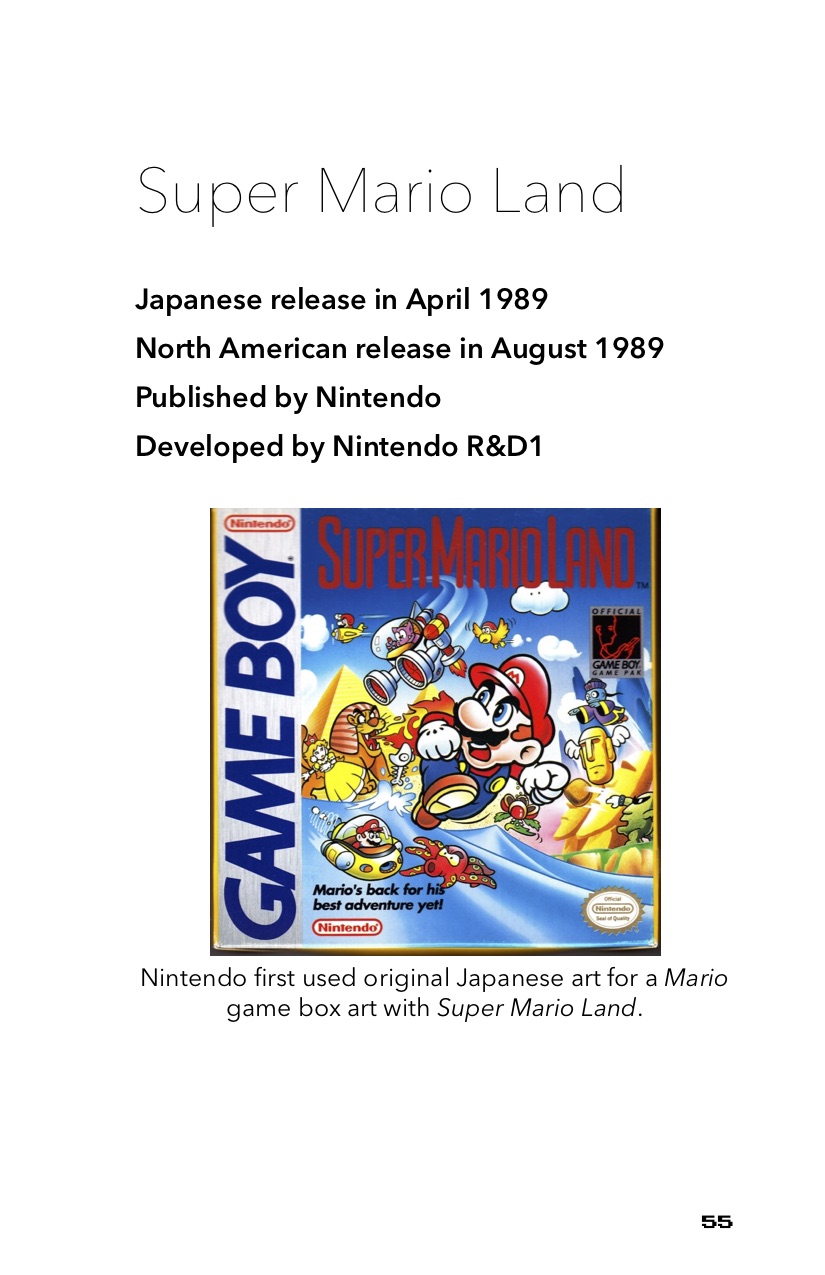 Super Mario Land
Japanese release in April 1989
North American release in August 1989
Published by Nintendo
Developed by Nintendo R&D1
Nintendo®
GAME BOY®
SUPER MARIO LAND™
OFFICIAL
GAME BOY
GAME PAK
Mario's back for his
best adventure yet!
Nintendo®
Official
Nintendo
Seal of Quality
Nintendo first used original Japanese art for a Mario
game box art with Super Mario Land.
55